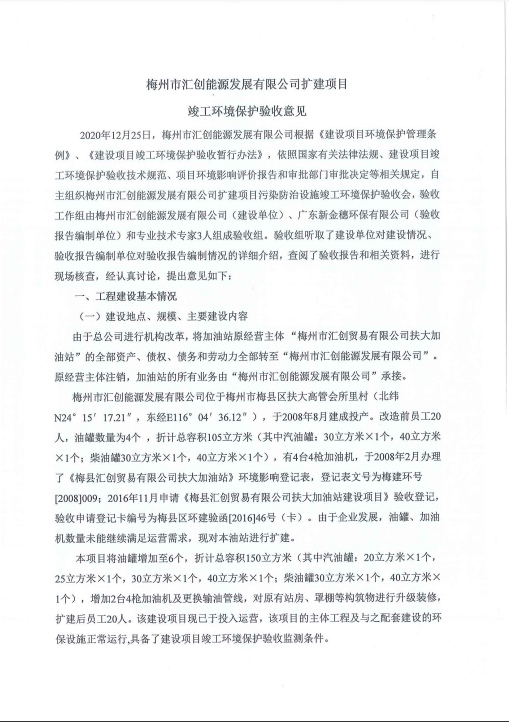 梅州市汇创能源发展有限公司扩建项目
竣工环境保护验收意见
2020年12月25日，梅州市汇创能源发展有限公司根据《建设项目环境保护管理条
例》、《建设项目竣工环境保护验收暂行办法》，依照国家有关法律法规、建设项目竣
工环境保护验收技术规范、项目环境影响评价报告和审批部门审批决定等相关规定，自
主组织梅州市汇创能源发展有限公司扩建项目污染防治设施竣工环境保护验收会，验收
工作组由梅州市汇创能源发展有限公司（建设单位）、广东新金穗环保有限公司（验收
报告编制单位）和专业技术专家3人组成验收组。验收组听取了建设单位对建设情况、
验收报告编制单位对验收报告编制情况的详细介绍，查阅了验收报告和相关资料，进行
现场核查，经认真讨论，提出意见如下：
一、工程建设基本情况
（一）建设地点、规模、主要建设内容
由于总公司进行机构改革，将加油站原经营主体“梅州市汇创贸易有限公司扶大加
油站”的全部资产、债权、债务和劳动力全部转至“梅州市汇创能源发展有限公司”。
原经营主体注销，加油站的所有业务由“梅州市汇创能源发展有限公司”承接。
梅州市汇创能源发展有限公司位于梅州市梅县区扶大高管会所里村（北纬
N24° 15′ 17.21″，东经E116° 04′ 36.12″），于2008年8月建成投产。改造前员工20
人，油罐数量为4个 ，折计总容积105立方米（其中汽油罐：30立方米×1个，40立方米
×1个；柴油罐30立方米×1个，40立方米×1个），有4台4枪加油机，于2008年2月办理
了《梅县汇创贸易有限公司扶大加油站》环境影响登记表，登记表文号为梅建环号
[2008]009；2016年11月申请《梅县汇创贸易有限公司扶大加油站建设项目》验收登记，
验收申请登记卡编号为梅县区环建验函[2016]46号（卡）。由于企业发展，油罐、加油
机数量未能继续满足运营需求，现对本油站进行扩建。
本项目将油罐增加至6个，折计总容积150立方米（其中汽油罐：20立方米×1个，
25立方米×1个，30立方米×1个，40立方米×1个；柴油罐30立方米×1个，40立方米×
1个），增加2台4枪加油机及更换输油管线，对原有站房、罩棚等构筑物进行升级装修，
扩建后员工20人。该建设项目现已于投入运营，该项目的主体工程及与之配套建设的环
保设施正常运行,具备了建设项目竣工环境保护验收监测条件。